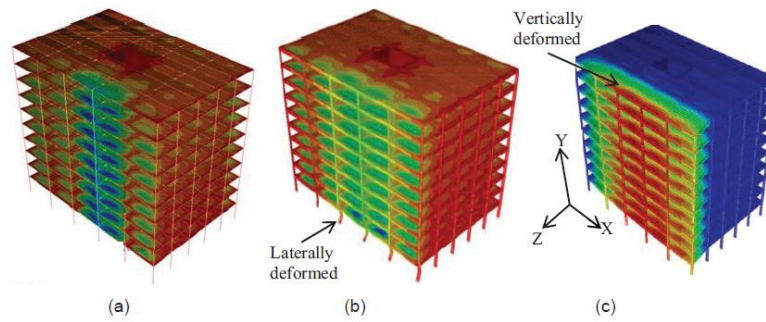 Vertically
deformed
Y
Z
X
Laterally
deformed
(a)
(b)
(c)